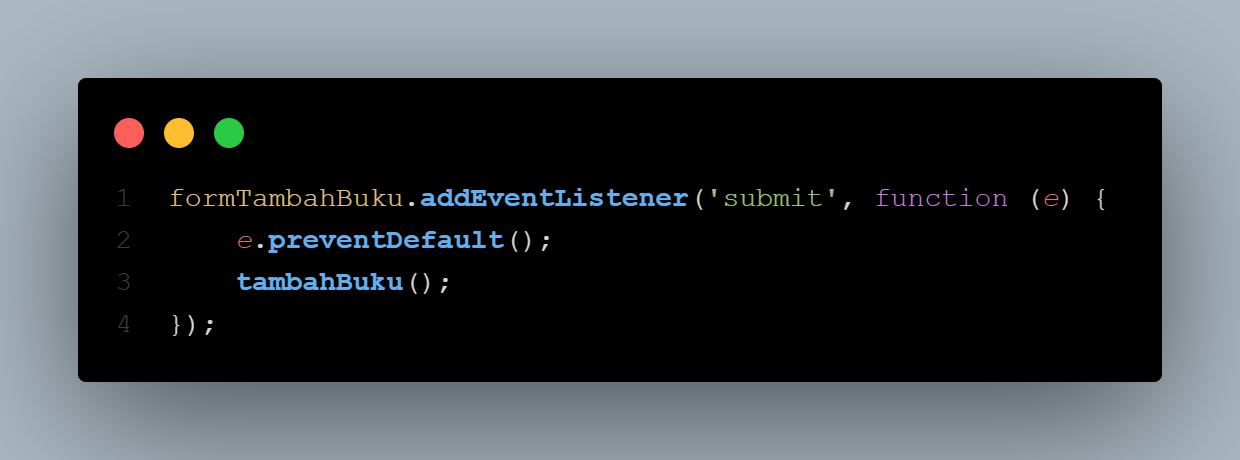 1 formTambahBuku.addEventListener('submit', function (e) {
2     e.preventDefault();
3     tambahBuku();
4 });